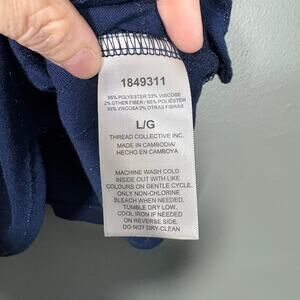 1849311
65% POLYESTER 33% VISCOSE
2% OTHER FIBER / 65% POLIÉSTER
33% VISCOSA 2% OTRAS FIBRAS
L/G
THREAD COLLECTIVE INC.
MADE IN CAMBODIA/
HECHO EN CAMBOYA
MACHINE WASH COLD
INSIDE OUT WITH LIKE
COLOURS ON GENTLE CYCLE.
ONLY NON-CHLORINE
BLEACH WHEN NEEDED.
TUMBLE DRY LOW.
COOL IRON IF NEEDED
ON REVERSE SIDE.
DO NOT DRY-CLEAN